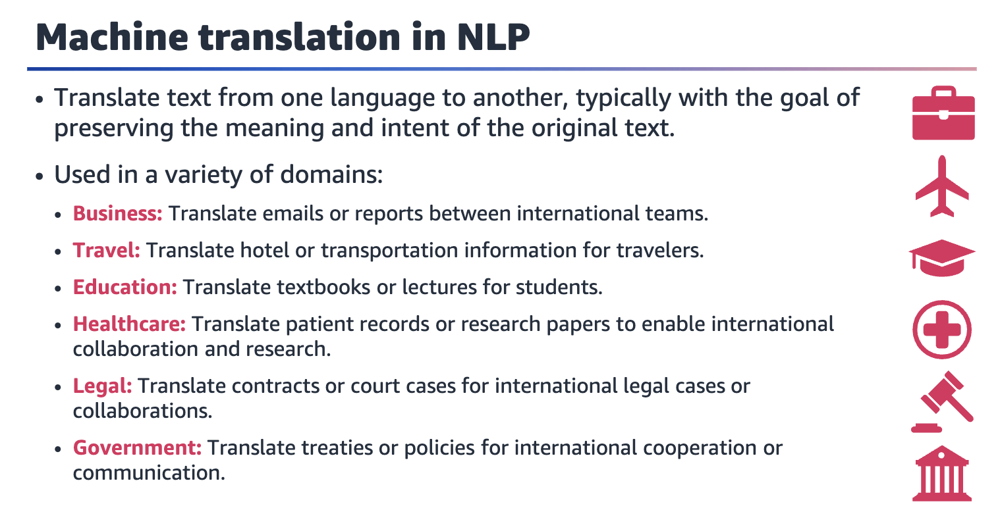 Machine translation in NLP
• Translate text from one language to another, typically with the goal of
preserving the meaning and intent of the original text.
• Used in a variety of domains:
• Business: Translate emails or reports between international teams.
• Travel: Translate hotel or transportation information for travelers.
• Education: Translate textbooks or lectures for students.
• Healthcare: Translate patient records or research papers to enable international
collaboration and research.
• Legal: Translate contracts or court cases for international legal cases or
collaborations.
• Government: Translate treaties or policies for international cooperation or
communication.